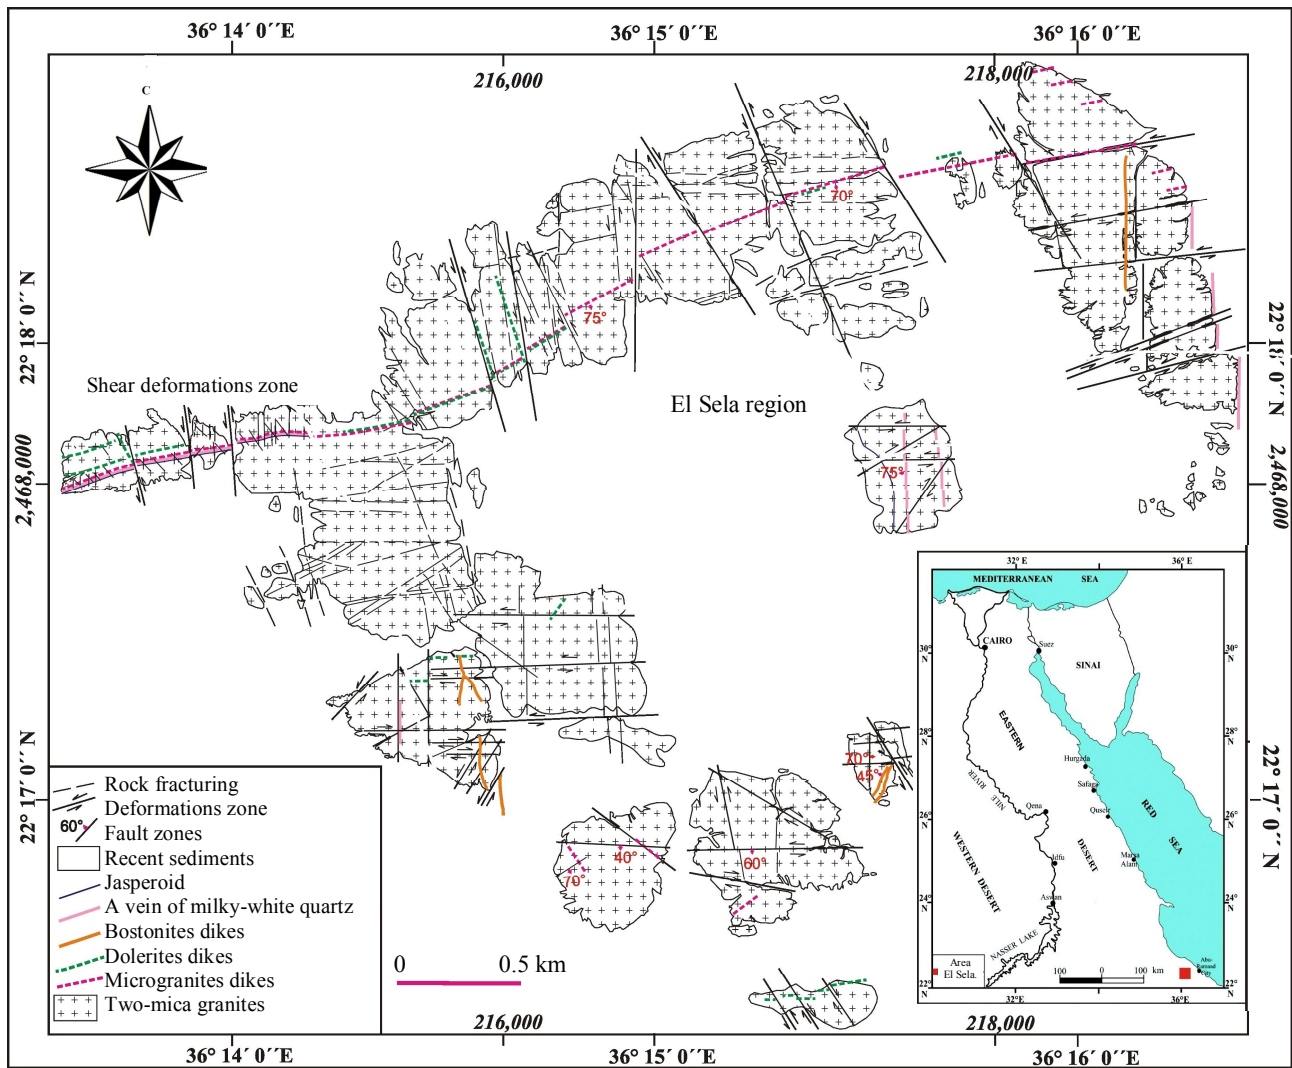 36° 14′ 0′′E
36° 15′ 0′′E
36° 16′ 0′′E
216,000
218,000
C
70°
22° 18′ 0′′ N
75°
22° 18′ 0′′ N
Shear deformations zone
El Sela region
2,468,000
75°
2,468,000
22° 17′ 0′′ N
70°
45°
22° 17′ 0′′ N
40°
70°
60°
Rock fracturing
Deformations zone
60°
Fault zones
Recent sediments
Jasperoid
A vein of milky-white quartz
Bostonites dikes
Dolerites dikes
Microgranites dikes
Two-mica granites
0 0.5 km
32° E
36° E
MEDITERRANEAN SEA
CAIRO
Suez
30° N
30° N
SINAI
EASTERN
28° N
28° N
Hurgada
Safaga
RIVER NILE
Qena
Quseir
RED SEA
26° N
26° N
WESTERN DESERT
DESERT
Idfu
Marsa Alam
24° N
24° N
Aswan
NASSER LAKE
Area
El Sela.
100 0 100 km
Abu-Ramad City
22° N
22° N
32°E
36°E
216,000
218,000
36° 14′ 0′′E
36° 15′ 0′′E
36° 16′ 0′′E